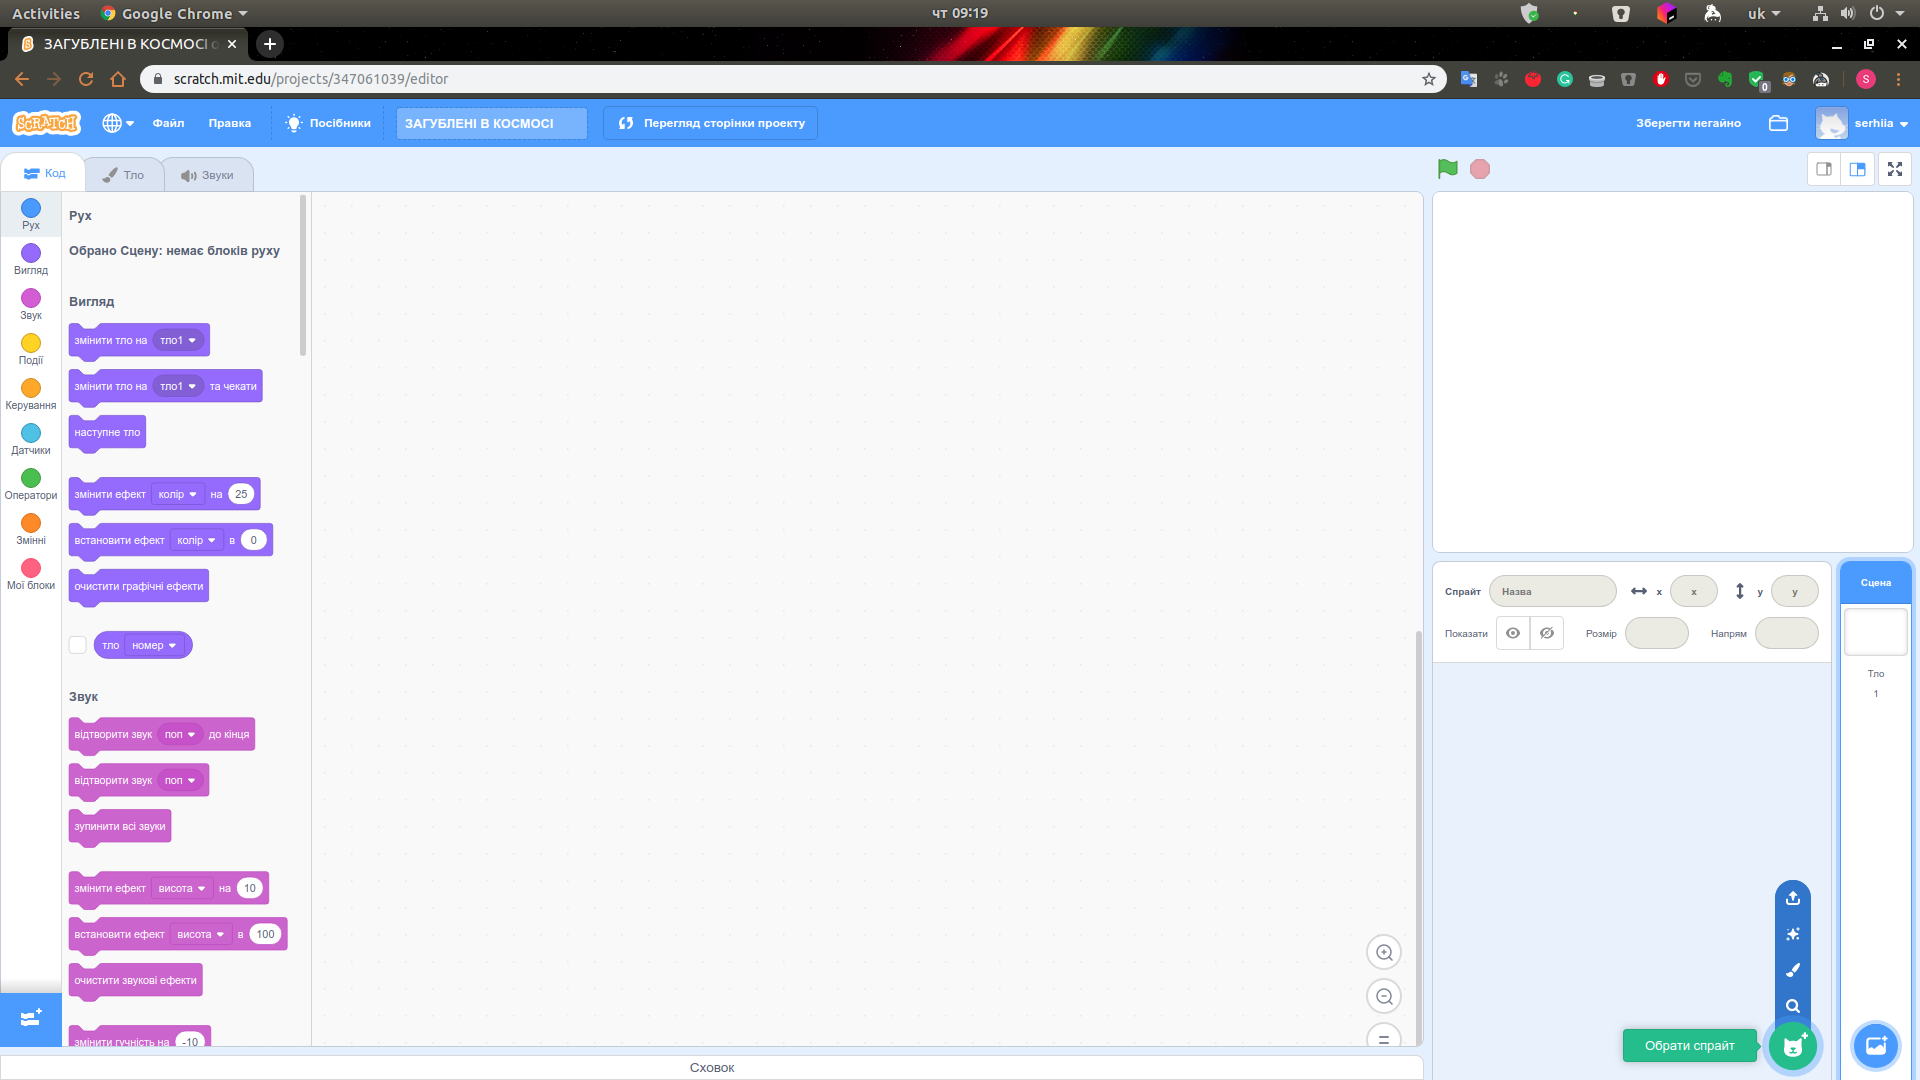 Activities
Google Chrome
чт 09:19
uk
ЗАГУБЛЕНІ В КОСМОСІ
scratch.mit.edu/projects/347061039/editor
0
S
SCRATCH
Файл
Правка
Посібники
ЗАГУБЛЕНІ В КОСМОСІ
Перегляд сторінки проекту
Зберегти негайно
serhiia
Код
Тло
Звуки
Рух
Вигляд
Звук
Події
Керування
Датчики
Оператори
Змінні
Мої блоки
Рух
Обрано Сцену: немає блоків руху
Вигляд
змінити тло на тло1
змінити тло на тло1 та чекати
наступне тло
змінити ефект колір на 25
встановити ефект колір в 0
очистити графічні ефекти
тло номер
Звук
відтворити звук поп до кінця
відтворити звук поп
зупинити всі звуки
змінити ефект висота на 10
встановити ефект висота в 100
очистити звукові ефекти
змінити гучність на -10
Сховок
Спрайт
Назва
x
x
y
y
Показати
Розмір
Напрям
Сцена
Тло
1
Обрати спрайт